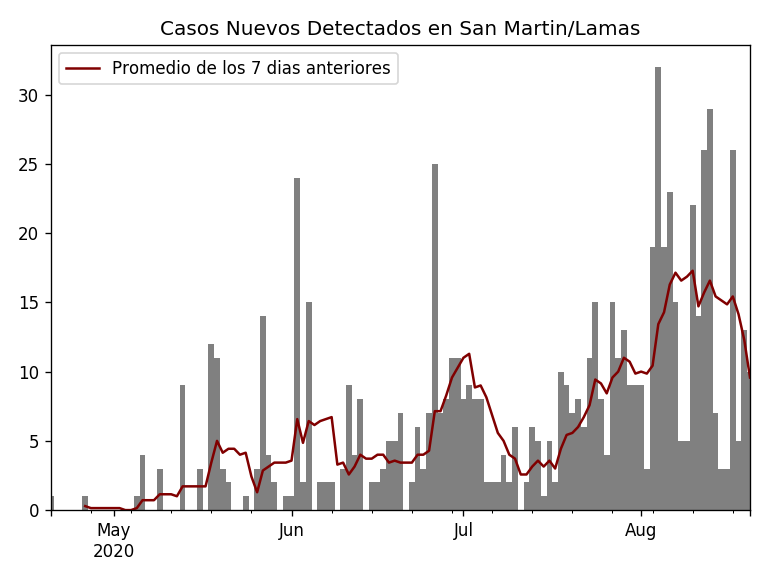 Casos Nuevos Detectados en San Martin/Lamas
Promedio de los 7 dias anteriores
30
25
20
15
10
5
0
May
2020
Jun
Jul
Aug